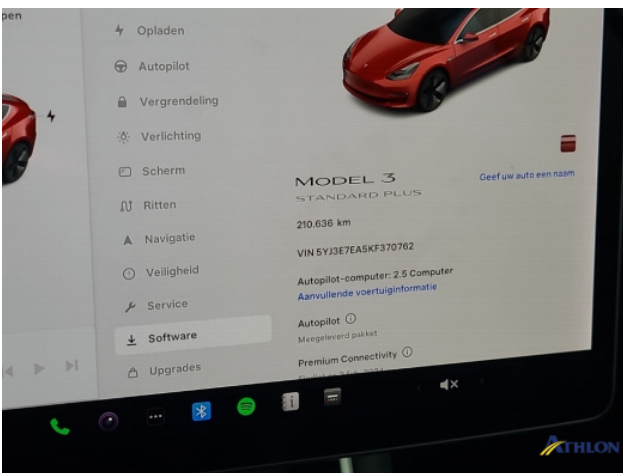 pen
Opladen
Autopilot
Vergrendeling
Verlichting
Scherm
Ritten
Navigatie
Veiligheid
Service
Software
Upgrades
MODEL 3
STANDARD PLUS
Geef uw auto een naam
210.636 km
VIN 5YJ3E7EA5KF370762
Autopilot-computer: 2.5 Computer
Aanvullende voertuiginformatie
Autopilot
Meegeleverd pakket
Premium Connectivity
ATHLON